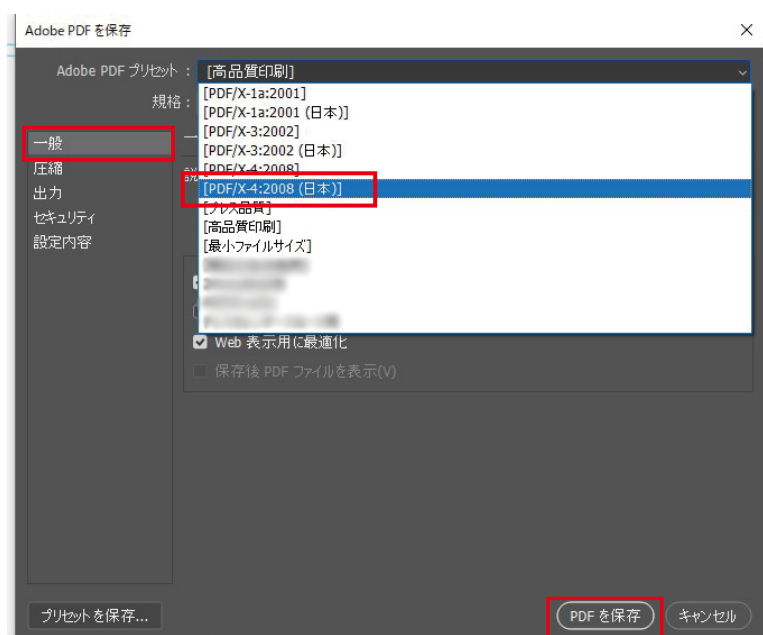 Adobe PDF を保存
Adobe PDF プリセット : [高品質印刷]
規格 :
[PDF/X-1a:2001]
[PDF/X-1a:2001 (日本)]
[PDF/X-3:2002]
[PDF/X-3:2002 (日本)]
[PDF/X-4:2008]
[PDF/X-4:2008 (日本)]
[プレス品質]
[高品質印刷]
[最小ファイルサイズ]
一般
圧縮
出力
セキュリティ
設定内容
Web 表示用に最適化
保存後 PDF ファイルを表示(V)
プリセットを保存...
PDF を保存
キャンセル